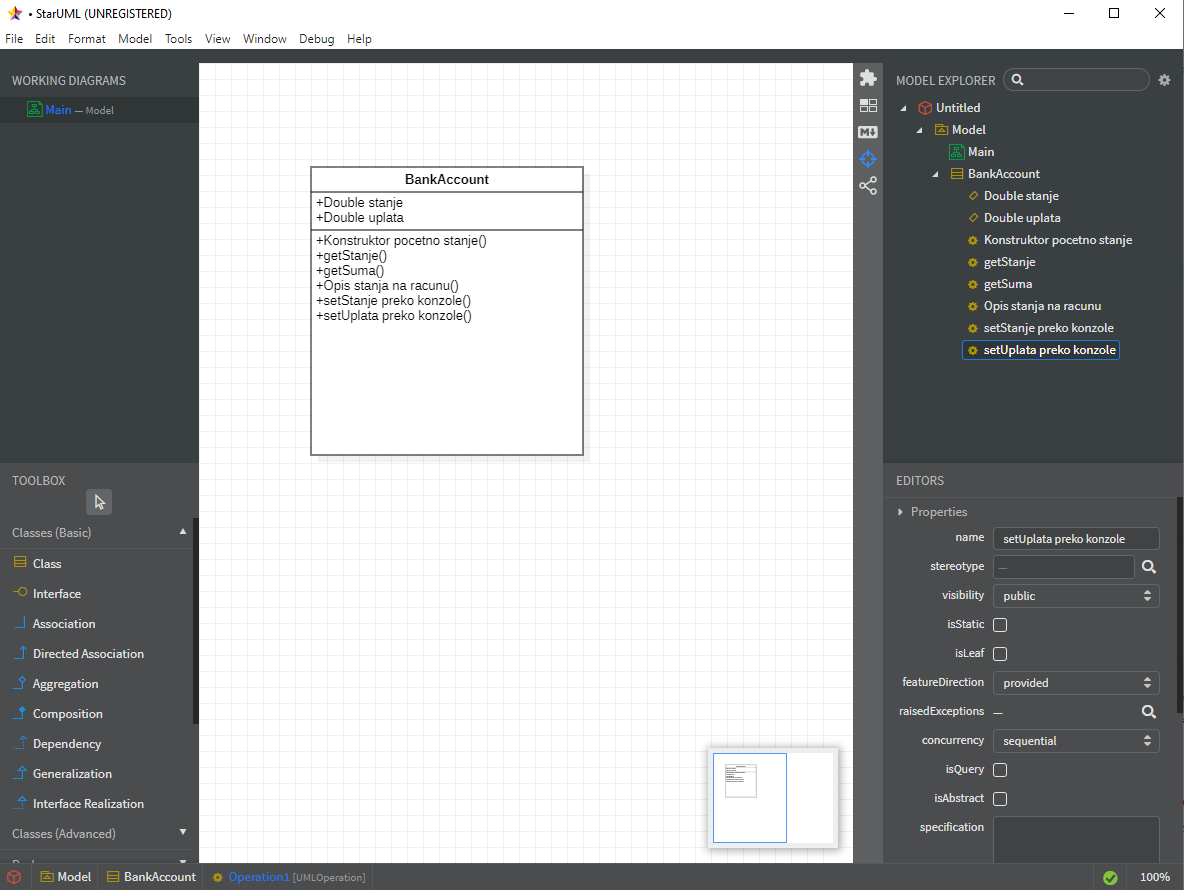 • StarUML (UNREGISTERED)
File Edit Format Model Tools View Window Debug Help
WORKING DIAGRAMS
Main — Model
TOOLBOX
Classes (Basic)
Class
Interface
Association
Directed Association
Aggregation
Composition
Dependency
Generalization
Interface Realization
Classes (Advanced)
BankAccount
+Double stanje
+Double uplata
+Konstruktor pocetno stanje()
+getStanje()
+getSuma()
+Opis stanja na racunu()
+setStanje preko konzole()
+setUplata preko konzole()
M
MODEL EXPLORER
Untitled
Model
Main
BankAccount
Double stanje
Double uplata
Konstruktor pocetno stanje
getStanje
getSuma
Opis stanja na racunu
setStanje preko konzole
setUplata preko konzole
EDITORS
Properties
name setUplata preko konzole
stereotype —
visibility public
isStatic
isLeaf
featureDirection provided
raisedExceptions —
concurrency sequential
isQuery
isAbstract
specification
Model BankAccount Operation1 [UMLOperation] 100%